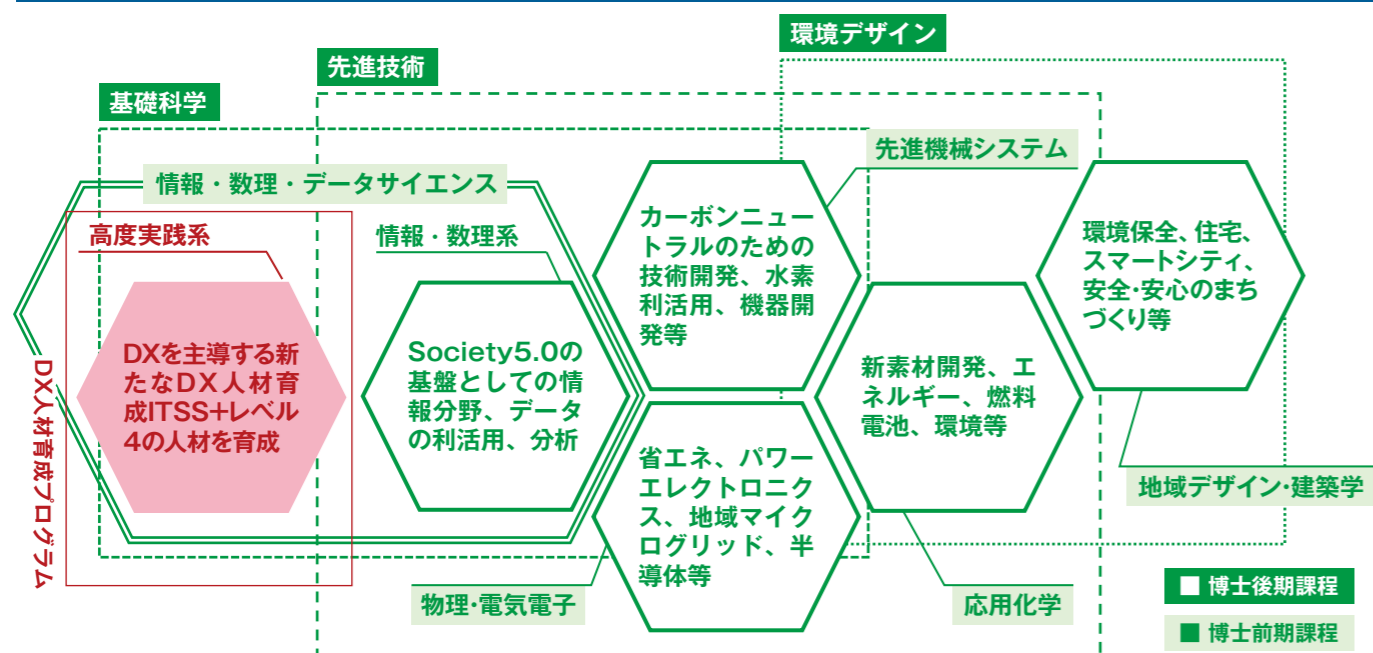 環境デザイン
先進技術
基礎科学
先進機械システム
情報・数理・データサイエンス
高度実践系
情報・数理系
カーボンニュー
トラルのための
技術開発、水素
利活用、機器開
発等
環境保全、住宅、
スマートシティ、
安全・安心のまち
づくり等
DXを主導する新
たなDX人材育
成ITSS+レベル
4の人材を育成
Society5.0の
基盤としての情
報分野、データ
の利活用、分析
新素材開発、エ
ネルギー、燃料
電池、環境等
DX人材育成プログラム
省エネ、パワー
エレクトロニク
ス、地域マイク
ログリッド、半
導体等
地域デザイン・建築学
物理・電気電子
応用化学
■ 博士後期課程
■ 博士前期課程